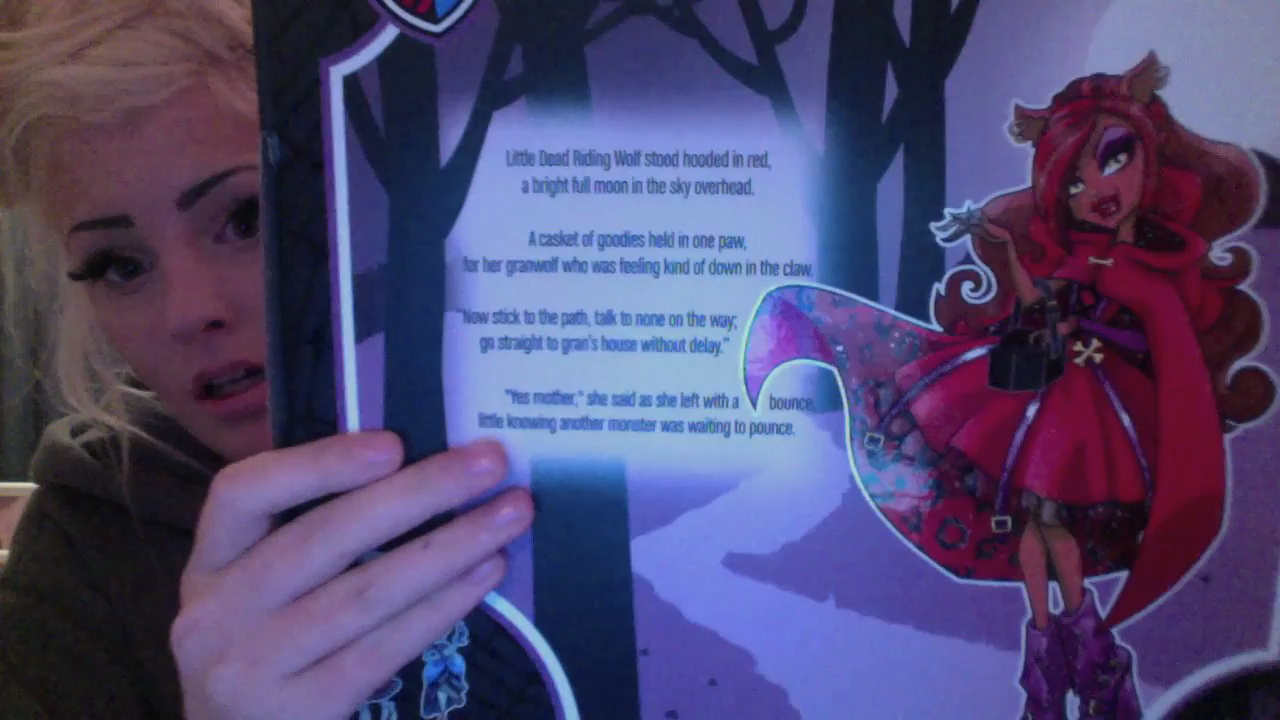 Little Dead Riding Wolf stood hooded in red,
a bright full moon in the sky overhead.
A casket of goodies held in one paw,
for her granwolf who was feeling kind of down in the claw.
"Now stick to the path, talk to none on the way;
go straight to gran's house without delay."
"Yes mother," she said as she left with a bounce,
little knowing another monster was waiting to pounce.